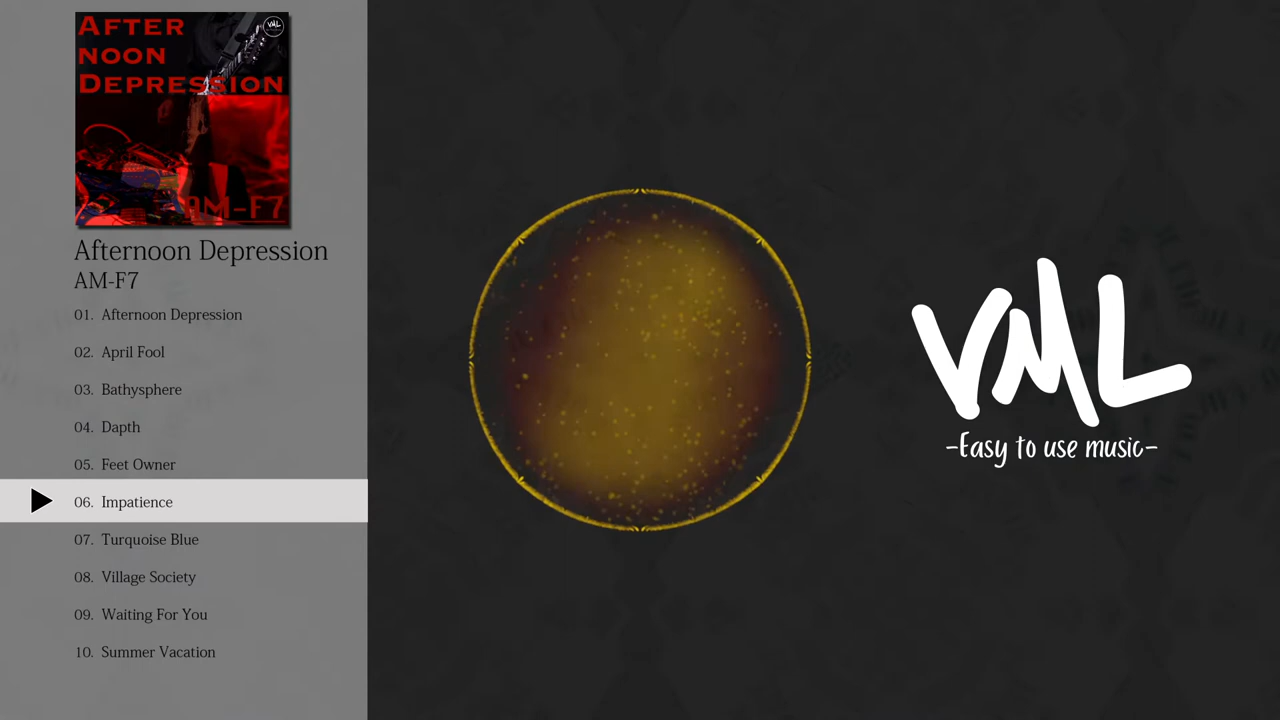 AFTER
NOON
DEPRESSION
VML
AM-F7
Afternoon Depression
AM-F7
01. Afternoon Depression
02. April Fool
03. Bathysphere
04. Dapth
05. Feet Owner
06. Impatience
07. Turquoise Blue
08. Village Society
09. Waiting For You
10. Summer Vacation
VML
-Easy to use music-